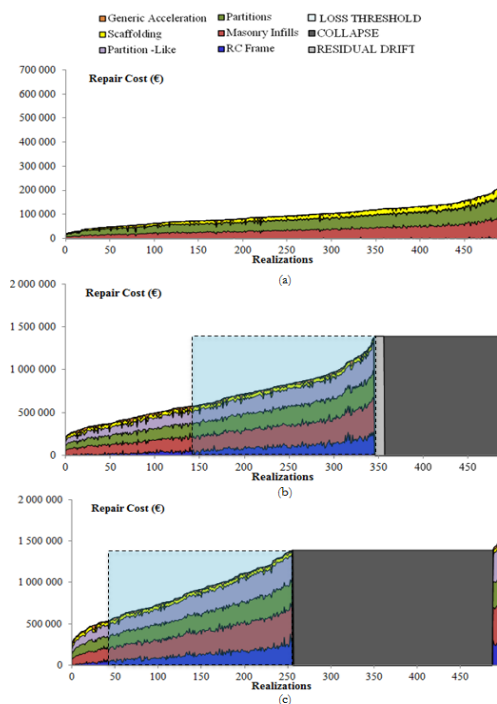 Generic Acceleration Partitions LOSS THRESHOLD
Scaffolding Masonry Infills COLLAPSE
Partition -Like RC Frame RESIDUAL DRIFT
Repair Cost (€)
700 000
600 000
500 000
400 000
300 000
200 000
100 000
0
0 50 100 150 200 250 300 350 400 450
Realizations
(a)
Repair Cost (€)
2 000 000
1 500 000
1 000 000
500 000
0
0 50 100 150 200 250 300 350 400 450
Realizations
(b)
Repair Cost (€)
2 000 000
1 500 000
1 000 000
500 000
0
0 50 100 150 200 250 300 350 400 450
Realizations
(c)